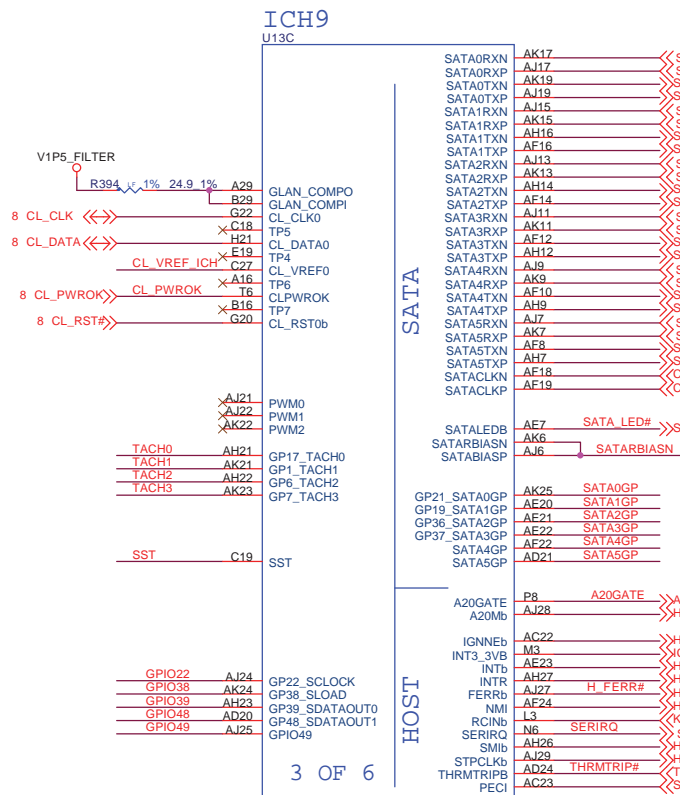 ICH9
U13C
SATA0RXN AK17
SATA0RXP AJ17
SATA0TXN AK19
SATA0TXP AJ19
SATA1RXN AJ15
SATA1RXP AK15
SATA1TXN AH16
SATA1TXP AF16
SATA2RXN AJ13
SATA2RXP AK13
SATA2TXN AH14
SATA2TXP AF14
SATA3RXN AJ11
SATA3RXP AK11
SATA3TXN AF12
SATA3TXP AH12
SATA4RXN AJ9
SATA4RXP AK9
SATA4TXN AF10
SATA4TXP AH9
SATA5RXN AJ7
SATA5RXP AK7
SATA5TXN AF8
SATA5TXP AH7
SATACLKN AF18
SATACLKP AF19
V1P5_FILTER
R394 LF 1% 24.9_1% A29 GLAN_COMPO
B29 GLAN_COMPI
8 CL_CLK G22 CL_CLK0
C18 TP5
8 CL_DATA H21 CL_DATA0
E19 TP4
CL_VREF_ICH C27 CL_VREF0
A16 TP6
8 CL_PWROK CL_PWROK T6 CLPWROK
B16 TP7
8 CL_RST# G20 CL_RST0b
SATA
AJ21 PWM0
AJ22 PWM1
AK22 PWM2
SATALEDB AE7 SATA_LED#
SATARBIASN AK6
SATABIASP AJ6 SATARBIASN
TACH0 AH21 GP17_TACH0
TACH1 AK21 GP1_TACH1
TACH2 AH22 GP6_TACH2
TACH3 AK23 GP7_TACH3
GP21_SATA0GP AK25 SATA0GP
GP19_SATA1GP AE20 SATA1GP
GP36_SATA2GP AE21 SATA2GP
GP37_SATA3GP AE22 SATA3GP
SATA4GP AF22 SATA4GP
SATA5GP AD21 SATA5GP
SST C19 SST
A20GATE P8 A20GATE
A20Mb AJ28
IGNNEb AC22
INT3_3VB M3
INTb AE23
INTR AH27
FERRb AJ27 H_FERR#
NMI AF24
RCINb L3
SERIRQ N6 SERIRQ
SMIb AH26
STPCLKb AJ29
THRMTRIPB AD24 THRMTRIP#
PECI AC23
GPIO22 AJ24 GP22_SCLOCK
GPIO38 AK24 GP38_SLOAD
GPIO39 AH23 GP39_SDATAOUT0
GPIO48 AD20 GP48_SDATAOUT1
GPIO49 AJ25 GPIO49
HOST
3 OF 6